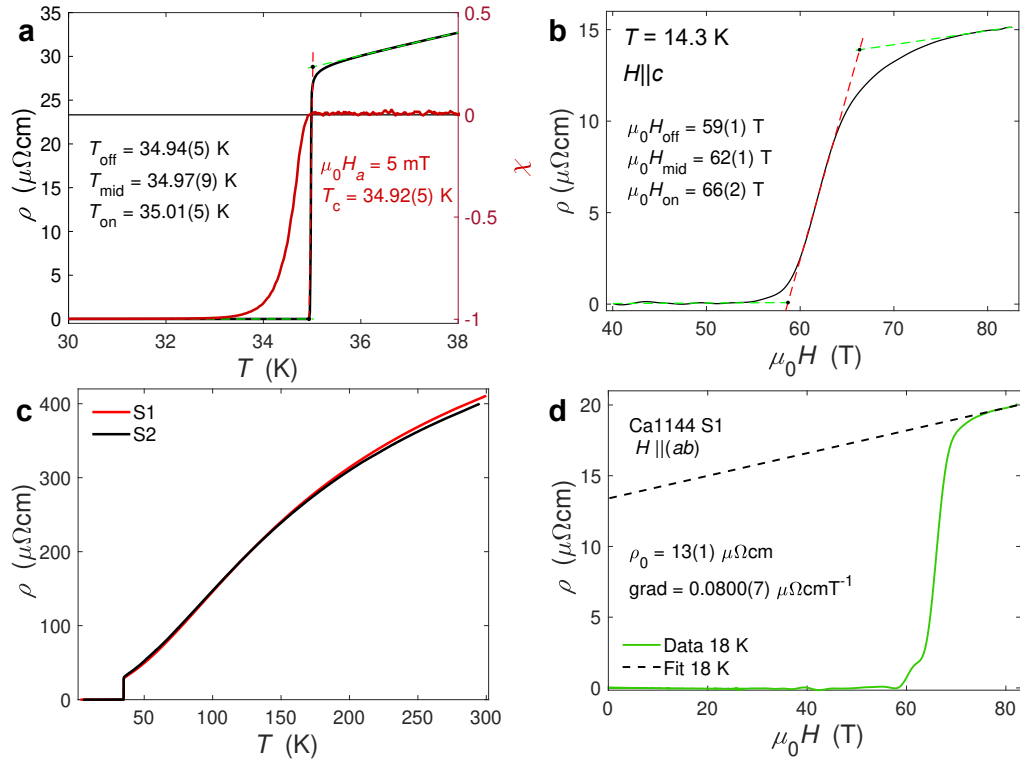 a
ρ (μΩcm)
35
30
25
20
15
10
5
0
T_off = 34.94(5) K
T_mid = 34.97(9) K
T_on = 35.01(5) K
μ₀H_a = 5 mT
T_c = 34.92(5) K
0.5
0
-0.5
-1
χ
30
32
34
36
38
T (K)
b
ρ (μΩcm)
15
10
5
0
T = 14.3 K
H||c
μ₀H_off = 59(1) T
μ₀H_mid = 62(1) T
μ₀H_on = 66(2) T
40
50
60
70
80
μ₀H (T)
c
S1
S2
ρ (μΩcm)
400
300
200
100
0
50
100
150
200
250
300
T (K)
d
ρ (μΩcm)
20
15
10
5
0
Ca1144 S1
H ||(ab)
ρ₀ = 13(1) μΩcm
grad = 0.0800(7) μΩcmT⁻¹
Data 18 K
Fit 18 K
0
20
40
60
80
μ₀H (T)